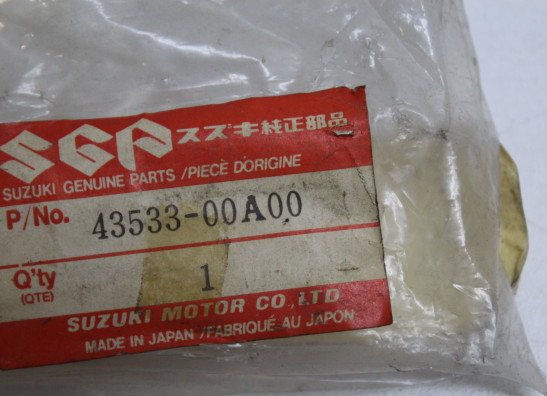 SGP スズキ純正部品
SUZUKI GENUINE PARTS /PIÈCE D'ORIGINE
P/No. 43533-00A00
Q'ty 1
(QTE)
SUZUKI MOTOR CO.,LTD
MADE IN JAPAN /FABRIQUÉ AU JAPON